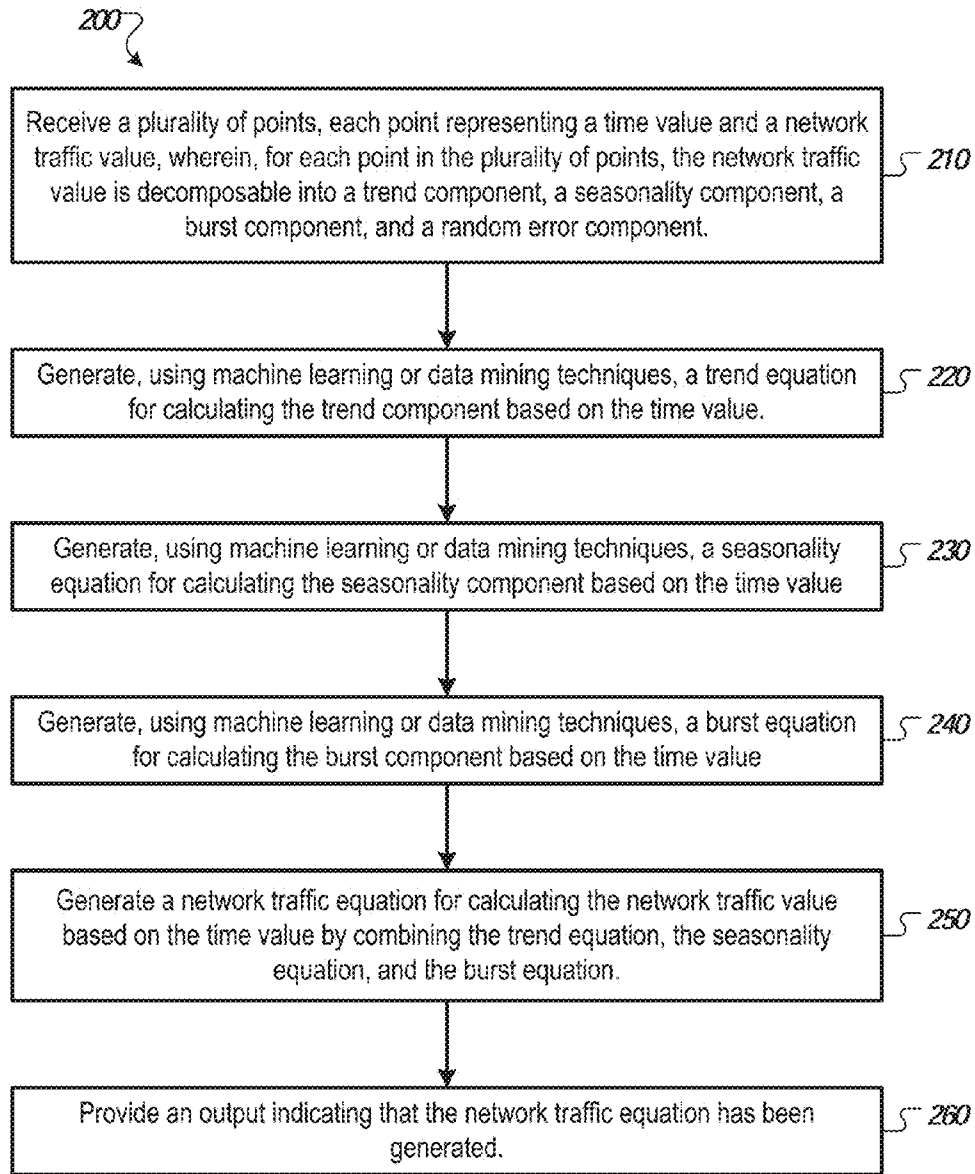 200
Receive a plurality of points, each point representing a time value and a network
traffic value, wherein, for each point in the plurality of points, the network traffic
value is decomposable into a trend component, a seasonality component, a
burst component, and a random error component.
210
Generate, using machine learning or data mining techniques, a trend equation
for calculating the trend component based on the time value.
220
Generate, using machine learning or data mining techniques, a seasonality
equation for calculating the seasonality component based on the time value
230
Generate, using machine learning or data mining techniques, a burst equation
for calculating the burst component based on the time value
240
Generate a network traffic equation for calculating the network traffic value
based on the time value by combining the trend equation, the seasonality
equation, and the burst equation.
250
Provide an output indicating that the network traffic equation has been
generated.
260